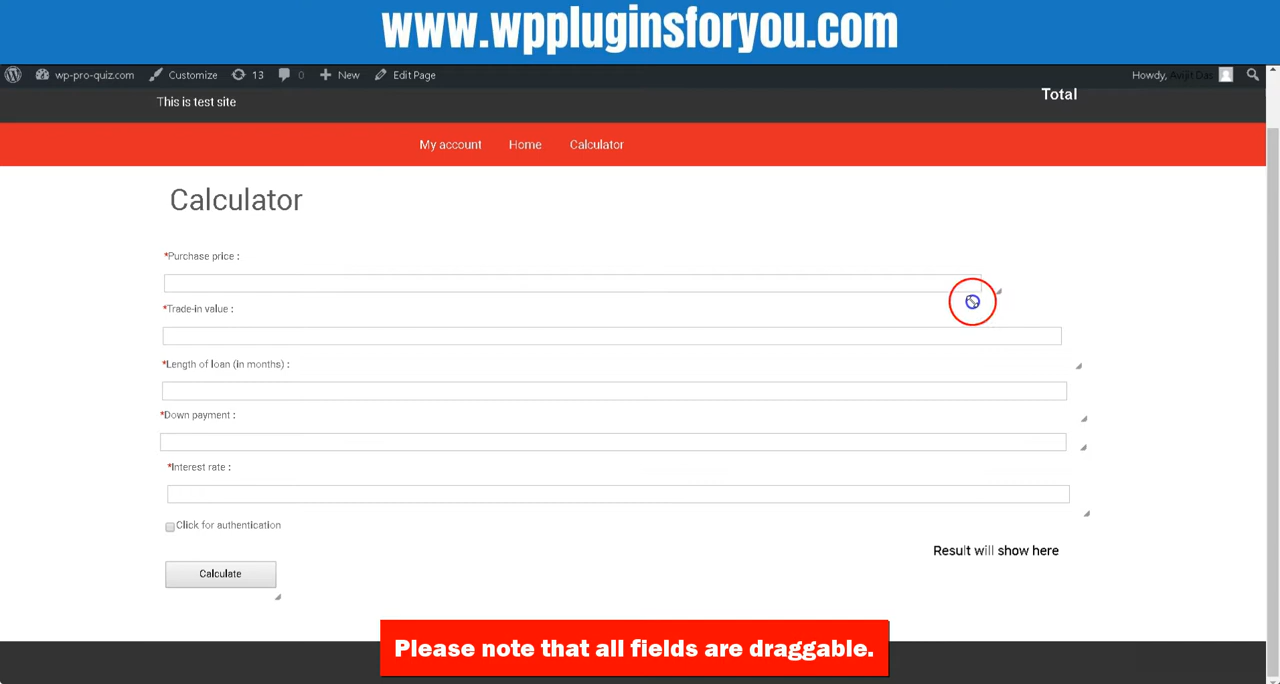 www.wppluginsforyou.com
wp-pro-quiz.com Customize 13 0 New Edit Page Howdy, Avijit Das
This is test site
Total
My account Home Calculator
Calculator
*Purchase price :
*Trade-in value :
*Length of loan (in months) :
*Down payment :
*Interest rate :
Click for authentication
Result will show here
Calculate
Please note that all fields are draggable.